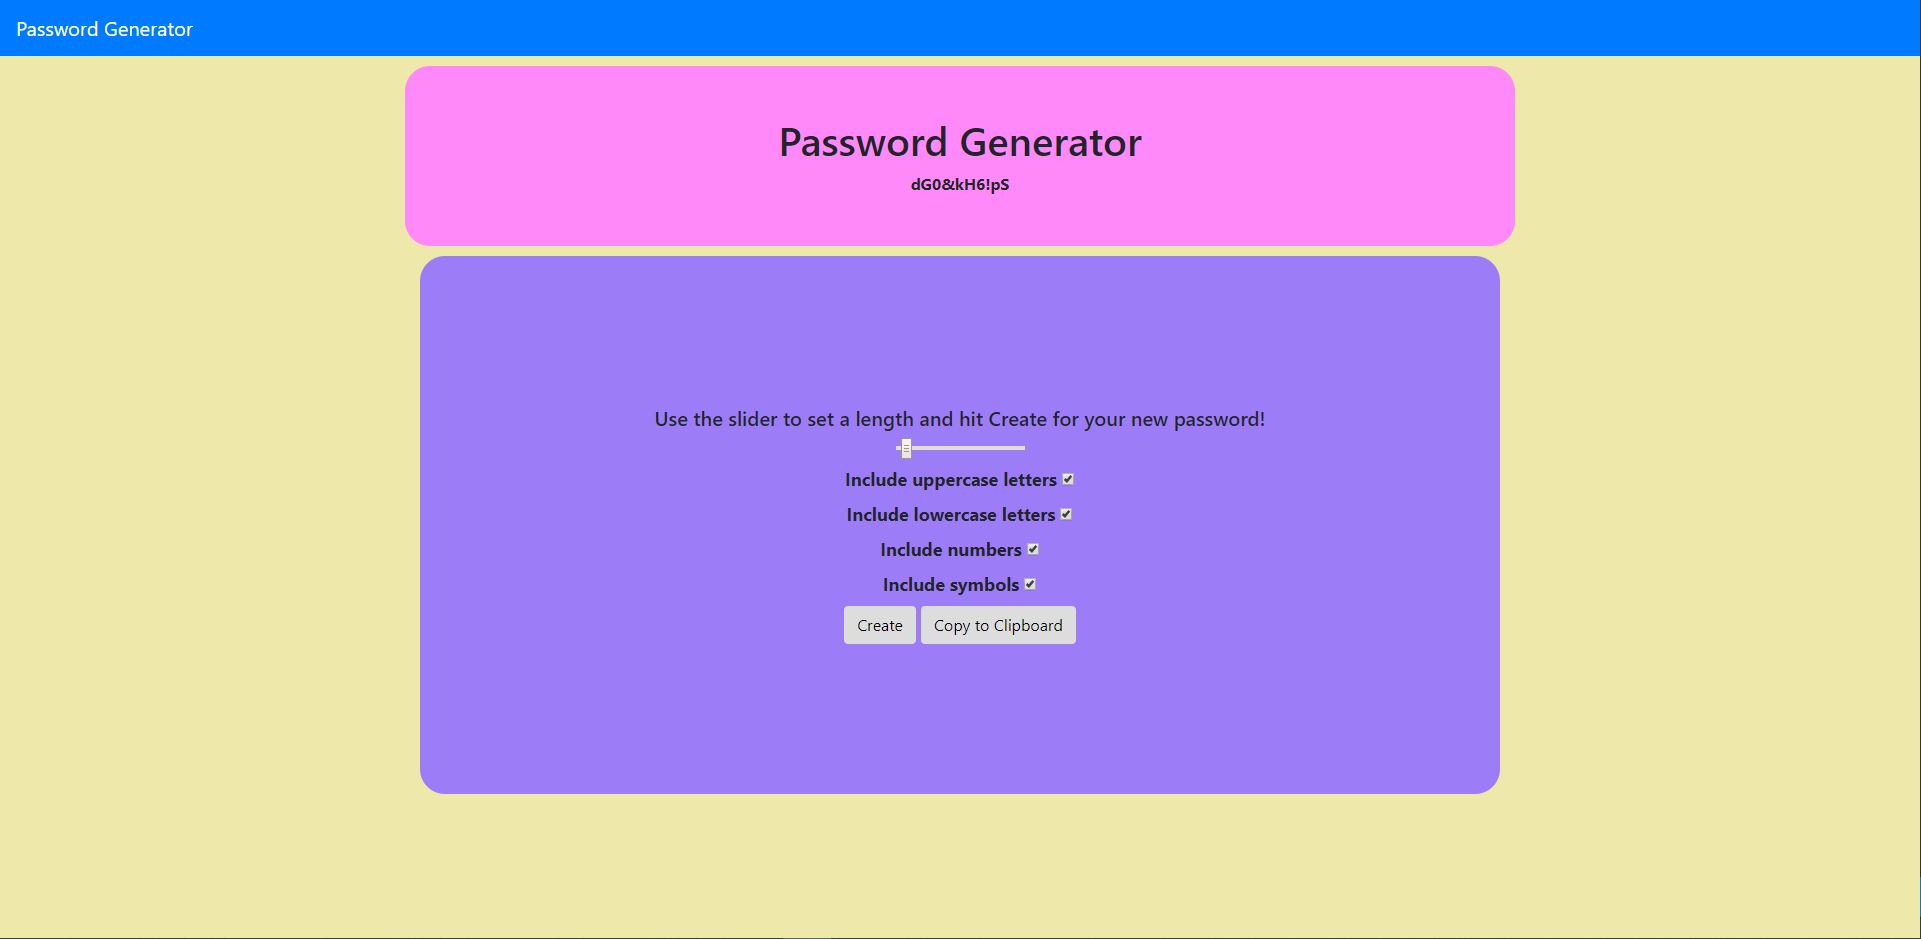 Password Generator
Password Generator
dG0&kH6!pS
Use the slider to set a length and hit Create for your new password!
Include uppercase letters
Include lowercase letters
Include numbers
Include symbols
Create Copy to Clipboard